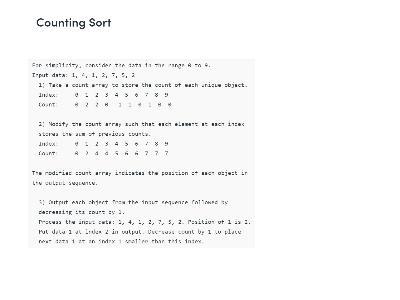 Counting Sort
For simplicity, consider the data in the range 0 to 9.
Input data: 1, 4, 1, 2, 7, 5, 2
1) Take a count array to store the count of each unique object.
Index: 0 1 2 3 4 5 6 7 8 9
Count: 0 2 2 0 1 1 0 1 0 0
2) Modify the count array such that each element at each index
stores the sum of previous counts.
Index: 0 1 2 3 4 5 6 7 8 9
Count: 0 2 4 4 5 6 6 7 7 7
The modified count array indicates the position of each object in
the output sequence.
3) Output each object from the input sequence followed by
decreasing its count by 1.
Process the input data: 1, 4, 1, 2, 7, 5, 2. Position of 1 is 2.
Put data 1 at index 2 in output. Decrease count by 1 to place
next data 1 at an index 1 smaller than this index.